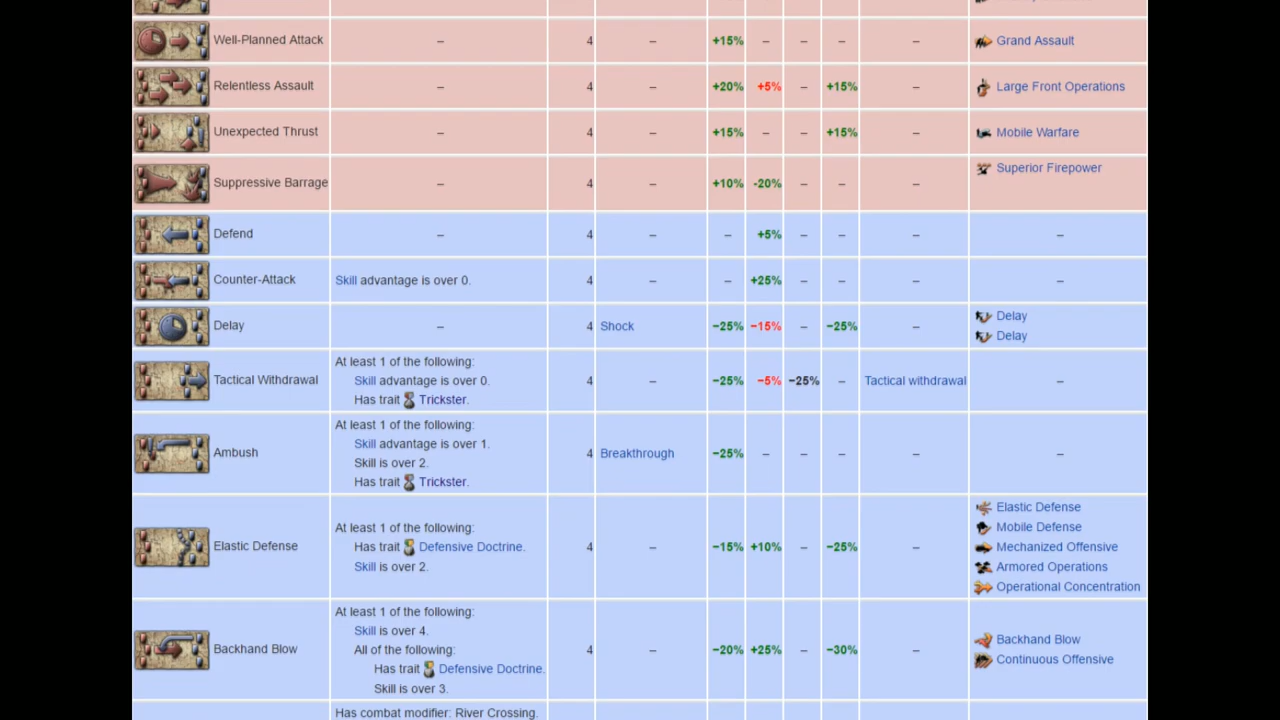 Well-Planned Attack – 4 – +15% – – – – Grand Assault
Relentless Assault – 4 – +20% +5% – +15% – Large Front Operations
Unexpected Thrust – 4 – +15% – – +15% – Mobile Warfare
Superior Firepower
Suppressive Barrage – 4 – +10% -20% – – –
Defend – 4 – – +5% – – – –
Counter-Attack Skill advantage is over 0. 4 – – +25% – – – –
Delay
Delay – 4 Shock −25% −15% – −25% –
Delay
At least 1 of the following:
Tactical Withdrawal Skill advantage is over 0. 4 – −25% −5% −25% – Tactical withdrawal –
Has trait Trickster.
At least 1 of the following:
Skill advantage is over 1.
Ambush 4 Breakthrough −25% – – – – –
Skill is over 2.
Has trait Trickster.
Elastic Defense
At least 1 of the following: Mobile Defense
Elastic Defense Has trait Defensive Doctrine. 4 – −15% +10% – −25% – Mechanized Offensive
Skill is over 2. Armored Operations
Operational Concentration
At least 1 of the following:
Skill is over 4. Backhand Blow
Backhand Blow All of the following: 4 – −20% +25% – −30% –
Continuous Offensive
Has trait Defensive Doctrine.
Skill is over 3.
Has combat modifier: River Crossing.